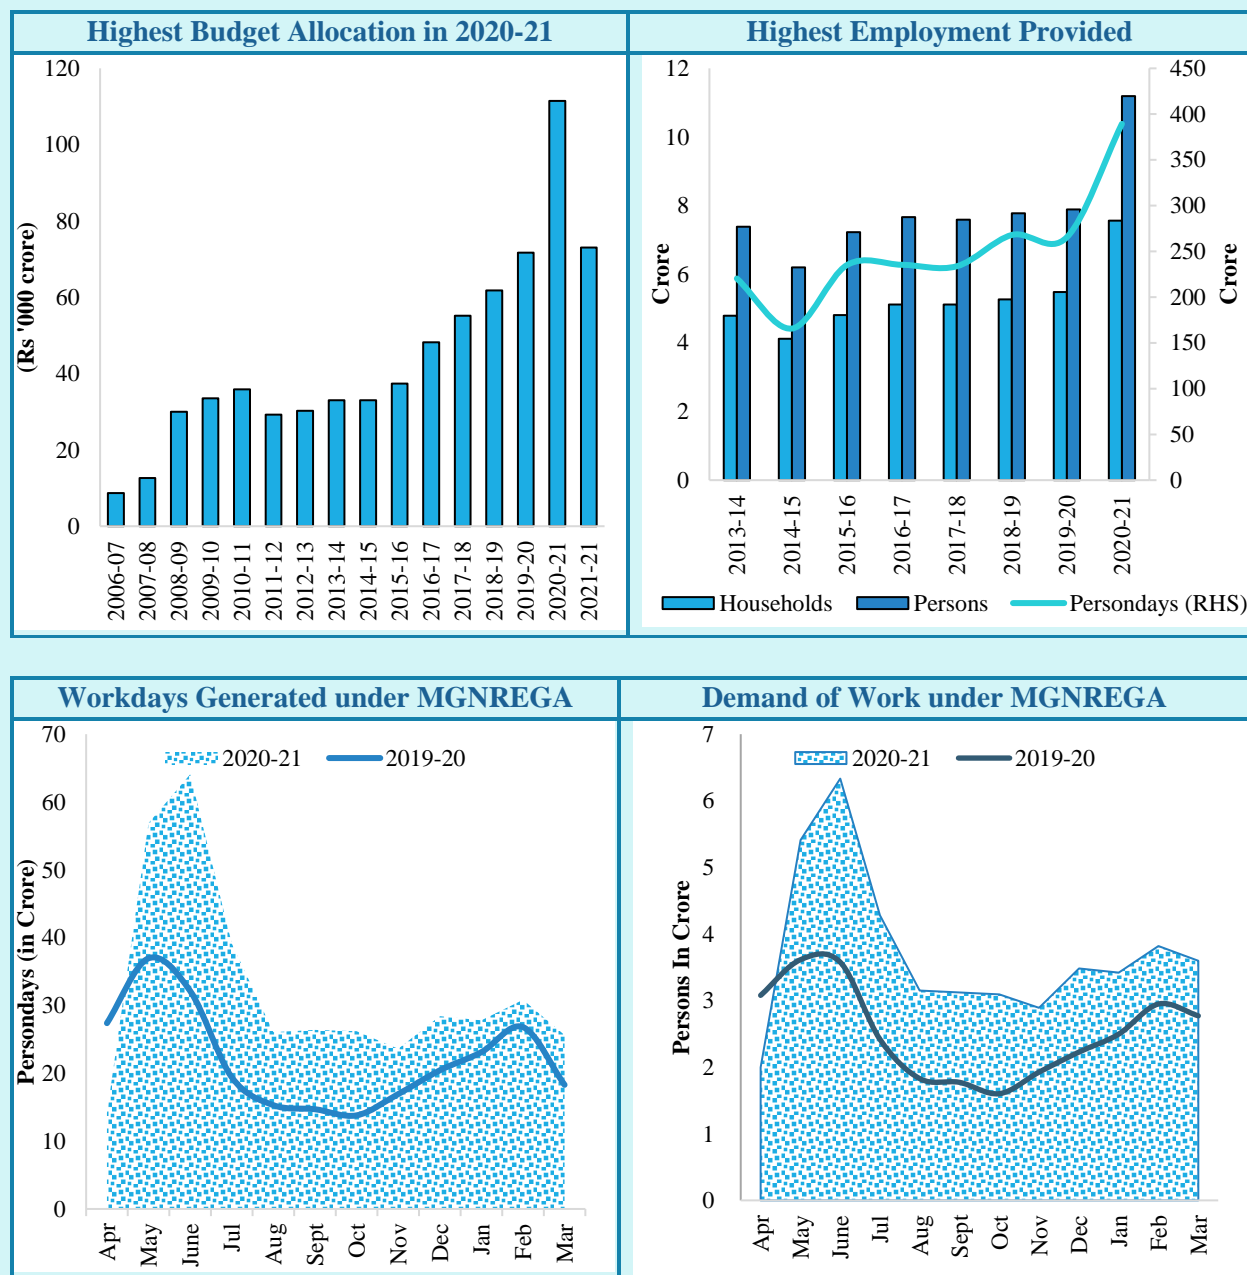 Highest Budget Allocation in 2020-21
Highest Employment Provided
(Rs '000 crore)
120
100
80
60
40
20
0
2006-07
2007-08
2008-09
2009-10
2010-11
2011-12
2012-13
2013-14
2014-15
2015-16
2016-17
2017-18
2018-19
2019-20
2020-21
2021-21
Crore
12
10
8
6
4
2
0
450
400
350
300
250
200
150
100
50
0
Crore
2013-14
2014-15
2015-16
2016-17
2017-18
2018-19
2019-20
2020-21
Households
Persons
Persondays (RHS)
Workdays Generated under MGNREGA
Demand of Work under MGNREGA
Persondays (in Crore)
70
60
50
40
30
20
10
0
2020-21
2019-20
Apr
May
June
Jul
Aug
Sept
Oct
Nov
Dec
Jan
Feb
Mar
Persons In Crore
7
6
5
4
3
2
1
0
2020-21
2019-20
Apr
May
June
Jul
Aug
Sept
Oct
Nov
Dec
Jan
Feb
Mar